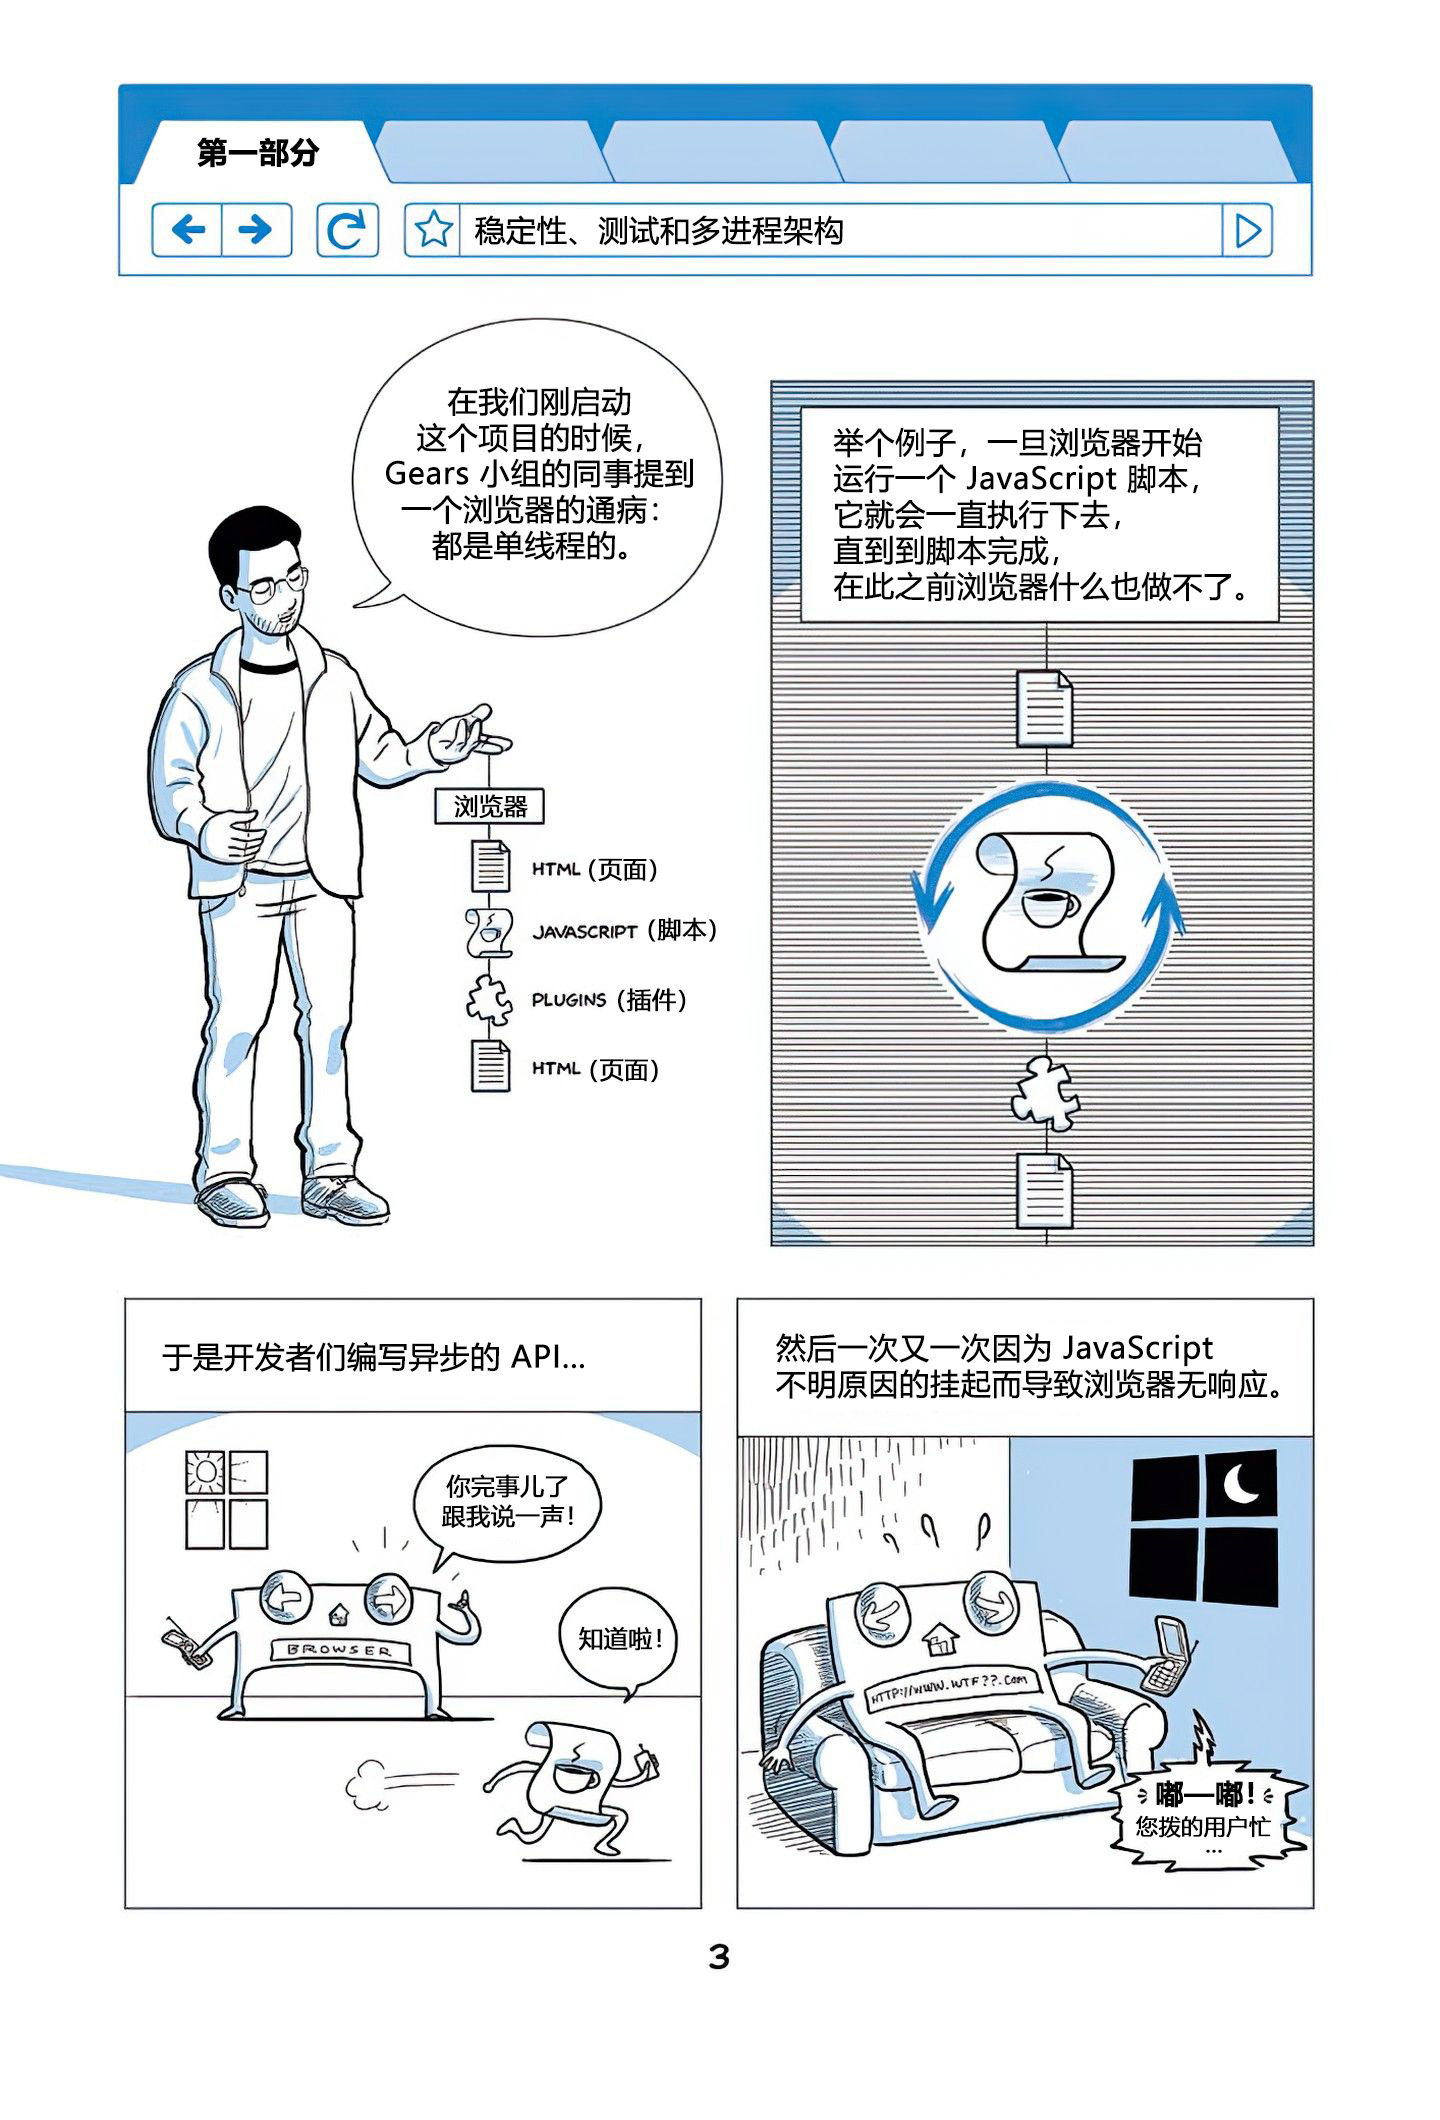 第一部分
稳定性、测试和多进程架构
在我们刚启动
这个项目的时候，
Gears 小组的同事提到
一个浏览器的通病：
都是单线程的。
浏览器
HTML（页面）
JAVASCRIPT（脚本）
PLUGINS（插件）
HTML（页面）
举个例子，一旦浏览器开始
运行一个 JavaScript 脚本，
它就会一直执行下去，
直到到脚本完成，
在此之前浏览器什么也做不了。
于是开发者们编写异步的 API...
你完事儿了
跟我说一声！
BROWSER
知道啦！
然后一次又一次因为 JavaScript
不明原因的挂起而导致浏览器无响应。
HTTP://WWW.WTF??.COM
嘟—嘟！
您拨的用户忙
...
3